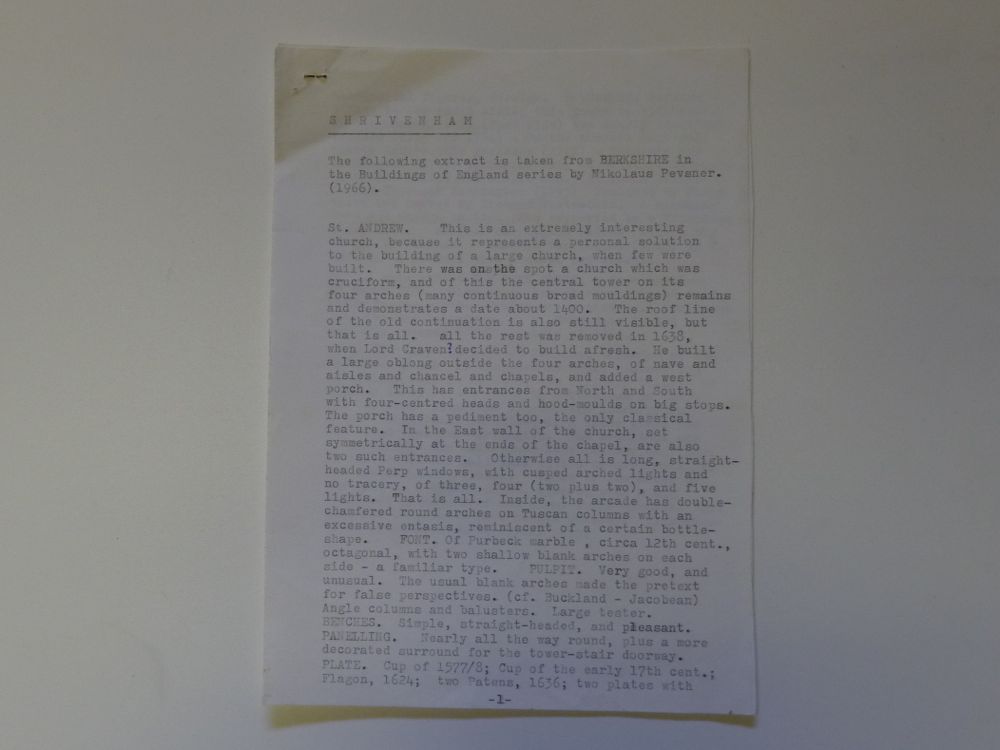 S H R I V E N H A M
The following extract is taken from BERKSHIRE in
the Buildings of England series by Nikolaus Pevsner.
(1966).
St. ANDREW. This is an extremely interesting
church, because it represents a personal solution
to the building of a large church, when few were
built. There was on the spot a church which was
cruciform, and of this the central tower on its
four arches (many continuous broad mouldings) remains
and demonstrates a date about 1400. The roof line
of the old continuation is also still visible, but
that is all. all the rest was removed in 1638,
when Lord Craven? decided to build afresh. He built
a large oblong outside the four arches, of nave and
aisles and chancel and chapels, and added a west
porch. This has entrances from North and South
with four-centred heads and hood-moulds on big stops.
The porch has a pediment too, the only classical
feature. In the East wall of the church, set
symmetrically at the ends of the chapel, are also
two such entrances. Otherwise all is long, straight-
headed Perp windows, with cusped arched lights and
no tracery, of three, four (two plus two), and five
lights. That is all. Inside, the arcade has double-
chamfered round arches on Tuscan columns with an
excessive entasis, reminiscent of a certain bottle-
shape. FONT. Of Purbeck marble , circa 12th cent.,
octagonal, with two shallow blank arches on each
side - a familiar type. PULPIT. Very good, and
unusual. The usual blank arches made the pretext
for false perspectives. (cf. Buckland - Jacobean)
Angle columns and balusters. Large tester.
BENCHES. Simple, straight-headed, and pleasant.
PANELLING. Nearly all the way round, plus a more
decorated surround for the tower-stair doorway.
PLATE. Cup of 1577/8; Cup of the early 17th cent.;
Flagon, 1624; two Patens, 1636; two plates with
-1-